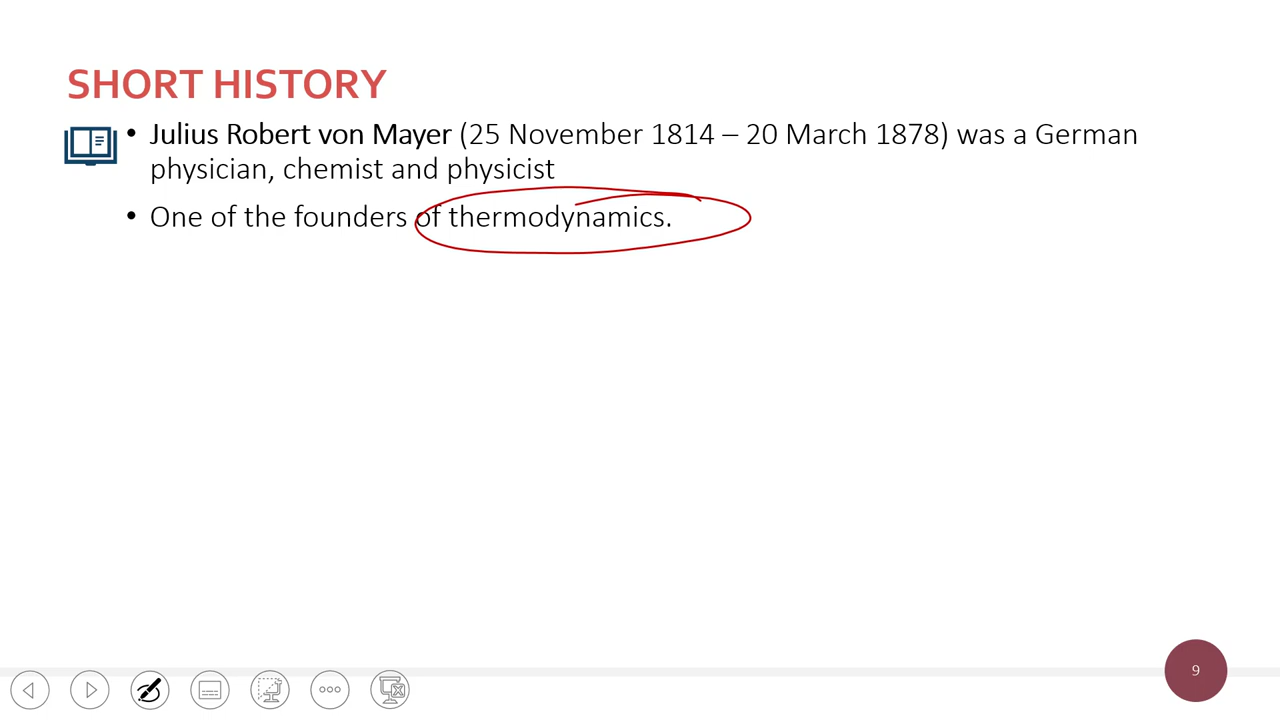 SHORT HISTORY
• Julius Robert von Mayer (25 November 1814 – 20 March 1878) was a German
physician, chemist and physicist
• One of the founders of thermodynamics.
9